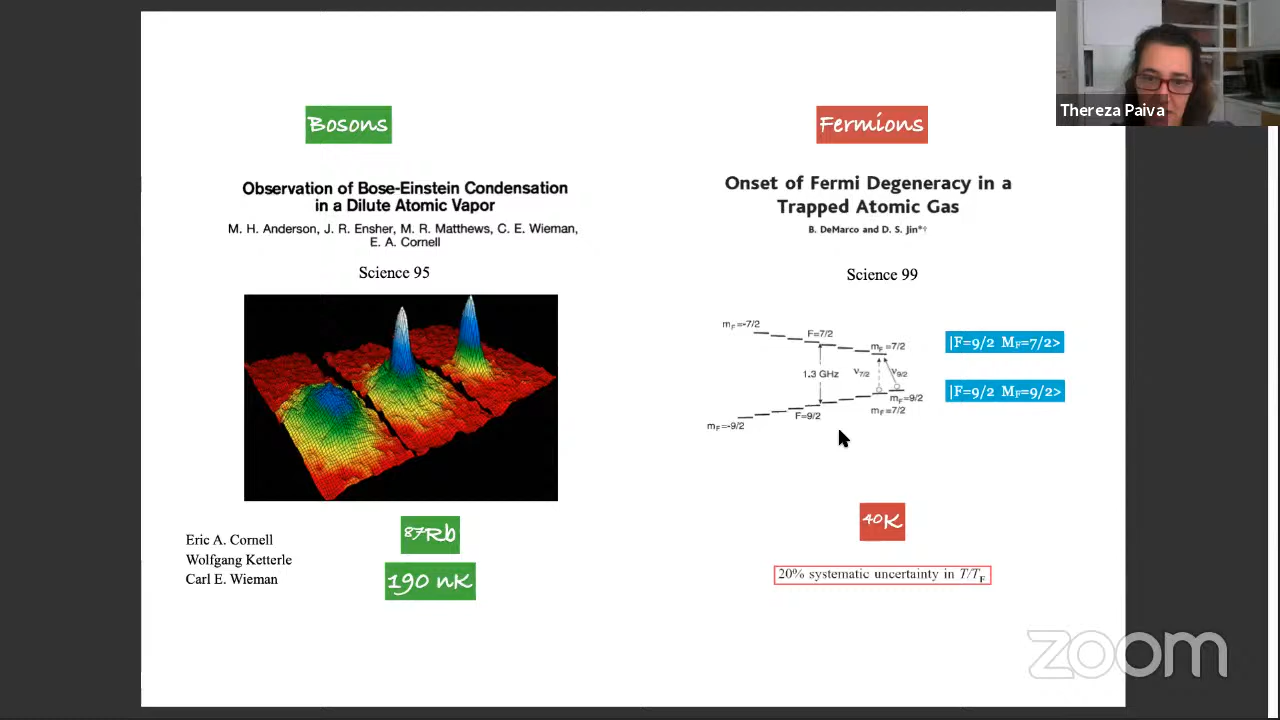 Thereza Paiva
Bosons
Observation of Bose-Einstein Condensation
in a Dilute Atomic Vapor
M. H. Anderson, J. R. Ensher, M. R. Matthews, C. E. Wieman,
E. A. Cornell
Science 95
Eric A. Cornell
Wolfgang Ketterle
Carl E. Wieman
⁸⁷Rb
190 nK
Fermions
Onset of Fermi Degeneracy in a
Trapped Atomic Gas
B. DeMarco and D. S. Jin*†
Science 99
m_F=-7/2
F=7/2
m_F=7/2
1.3 GHz
ν_7/2
ν_9/2
m_F=9/2
m_F=7/2
F=9/2
m_F=-9/2
|F=9/2 M_F=7/2>
|F=9/2 M_F=9/2>
⁴⁰K
20% systematic uncertainty in T/T_F
zoom